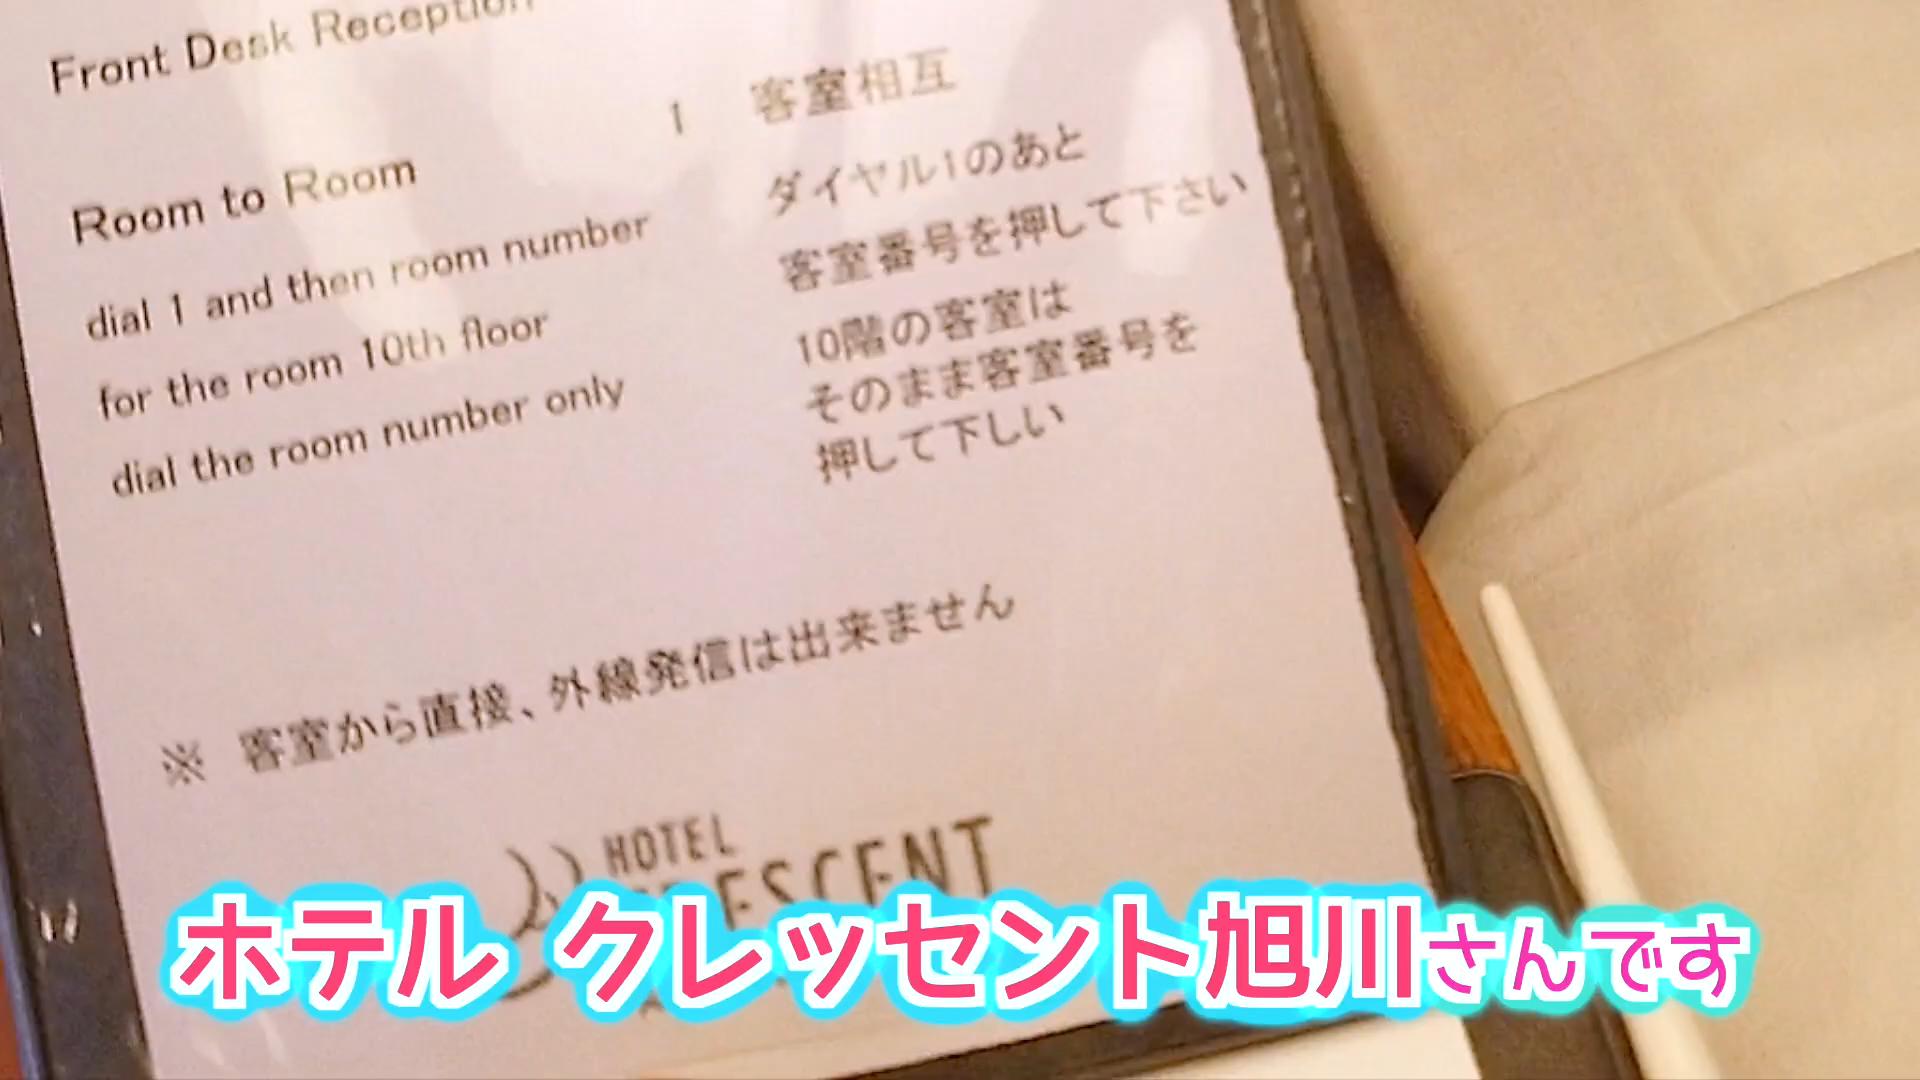 Front Desk Reception
1 客室相互
Room to Room
ダイヤル1のあと
dial 1 and then room number
客室番号を押して下さい
for the room 10th floor
10階の客室は
dial the room number only
そのまま客室番号を
押して下しい
※ 客室から直接、外線発信は出来ません
HOTEL
ESCENT
ホテル クレッセント旭川さんです